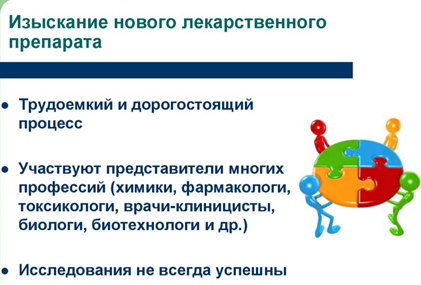 Изыскание нового лекарственного
препарата
Трудоемкий и дорогостоящий
процесс
Участвуют представители многих
профессий (химики, фармакологи,
токсикологи, врачи-клиницисты,
биологи, биотехнологи и др.)
Исследования не всегда успешны